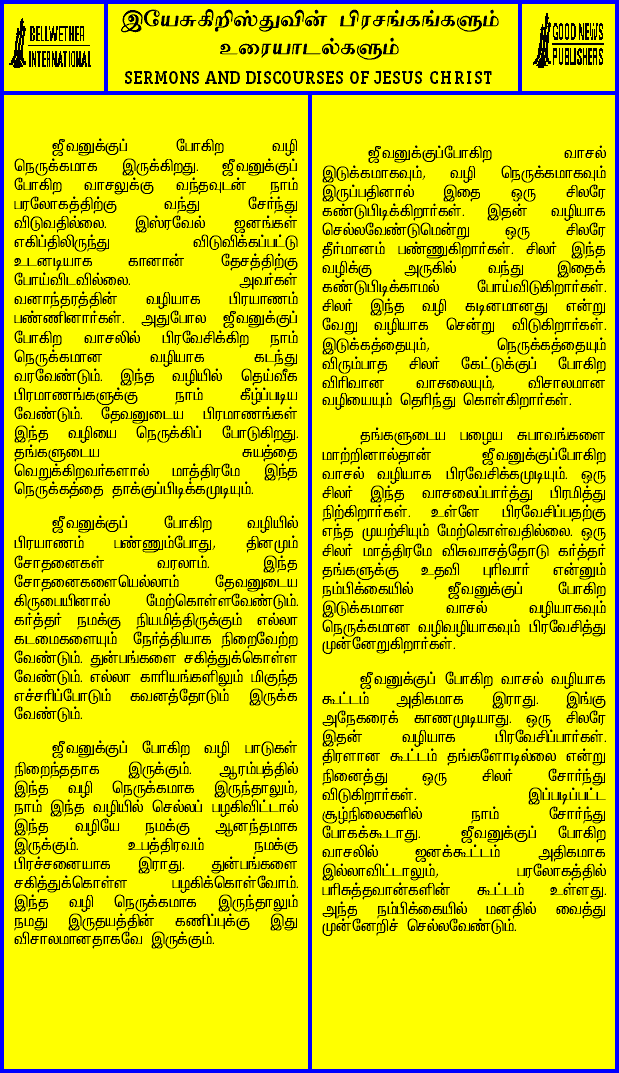 BELLWETHER
INTERNATIONAL
இயேசுகிறிஸ்துவின் பிரசங்கங்களும்
உரையாடல்களும்
SERMONS AND DISCOURSES OF JESUS CHRIST
GOOD NEWS
PUBLISHERS
ஜீவனுக்குப் போகிற வழி
நெருக்கமாக இருக்கிறது. ஜீவனுக்குப்
போகிற வாசலுக்கு வந்தவுடன் நாம்
பரலோகத்திற்கு வந்து சேர்ந்து
விடுவதில்லை. இஸ்ரவேல் ஜனங்கள்
எகிப்திலிருந்து விடுவிக்கப்பட்டு
உடனடியாக கானான் தேசத்திற்கு
போய்விடவில்லை. அவர்கள்
வனாந்தரத்தின் வழியாக பிரயாணம்
பண்ணினார்கள். அதுபோல ஜீவனுக்குப்
போகிற வாசலில் பிரவேசிக்கிற நாம்
நெருக்கமான வழியாக கடந்து
வரவேண்டும். இந்த வழியில் தெய்வீக
பிரமாணங்களுக்கு நாம் கீழ்ப்படிய
வேண்டும். தேவனுடைய பிரமாணங்கள்
இந்த வழியை நெருக்கிப் போடுகிறது.
தங்களுடைய சுயத்தை
வெறுக்கிறவர்களால் மாத்திரமே இந்த
நெருக்கத்தை தாக்குப்பிடிக்கமுடியும்.
ஜீவனுக்குப் போகிற வழியில்
பிரயாணம் பண்ணும்போது, தினமும்
சோதனைகள் வரலாம். இந்த
சோதனைகளையெல்லாம் தேவனுடைய
கிருபையினால் மேற்கொள்ளவேண்டும்.
கர்த்தர் நமக்கு நியமித்திருக்கும் எல்லா
கடமைகளையும் நேர்த்தியாக நிறைவேற்ற
வேண்டும். துன்பங்களை சகித்துக்கொள்ள
வேண்டும். எல்லா காரியங்களிலும் மிகுந்த
எச்சரிப்போடும் கவனத்தோடும் இருக்க
வேண்டும்.
ஜீவனுக்குப் போகிற வழி பாடுகள்
நிறைந்ததாக இருக்கும். ஆரம்பத்தில்
இந்த வழி நெருக்கமாக இருந்தாலும்,
நாம் இந்த வழியில் செல்லப் பழகிவிட்டால்
இந்த வழியே நமக்கு ஆனந்தமாக
இருக்கும். உபத்திரவம் நமக்கு
பிரச்சனையாக இராது. துன்பங்களை
சகித்துக்கொள்ள பழகிக்கொள்வோம்.
இந்த வழி நெருக்கமாக இருந்தாலும்
நமது இருதயத்தின் கணிப்புக்கு இது
விசாலமானதாகவே இருக்கும்.
ஜீவனுக்குப்போகிற வாசல்
இடுக்கமாகவும், வழி நெருக்கமாகவும்
இருப்பதினால் இதை ஒரு சிலரே
கண்டுபிடிக்கிறார்கள். இதன் வழியாக
செல்லவேண்டுமென்று ஒரு சிலரே
தீர்மானம் பண்ணுகிறார்கள். சிலர் இந்த
வழிக்கு அருகில் வந்து இதைக்
கண்டுபிடிக்காமல் போய்விடுகிறார்கள்.
சிலர் இந்த வழி கடினமானது என்று
வேறு வழியாக சென்று விடுகிறார்கள்.
இடுக்கத்தையும், நெருக்கத்தையும்
விரும்பாத சிலர் கேட்டுக்குப் போகிற
விரிவான வாசலையும், விசாலமான
வழியையும் தெரிந்து கொள்கிறார்கள்.
தங்களுடைய பழைய சுபாவங்களை
மாற்றினால்தான் ஜீவனுக்குப்போகிற
வாசல் வழியாக பிரவேசிக்கமுடியும். ஒரு
சிலர் இந்த வாசலைப்பார்த்து பிரமித்து
நிற்கிறார்கள். உள்ளே பிரவேசிப்பதற்கு
எந்த முயற்சியும் மேற்கொள்வதில்லை. ஒரு
சிலர் மாத்திரமே விசுவாசத்தோடு கர்த்தர்
தங்களுக்கு உதவி புரிவார் என்னும்
நம்பிக்கையில் ஜீவனுக்குப் போகிற
இடுக்கமான வாசல் வழியாகவும்
நெருக்கமான வழிவழியாகவும் பிரவேசித்து
முன்னேறுகிறார்கள்.
ஜீவனுக்குப் போகிற வாசல் வழியாக
கூட்டம் அதிகமாக இராது. இங்கு
அநேகரைக் காணமுடியாது. ஒரு சிலரே
இதன் வழியாக பிரவேசிப்பார்கள்.
திரளான கூட்டம் தங்களோடில்லை என்று
நினைத்து ஒரு சிலர் சோர்ந்து
விடுகிறார்கள். இப்படிப்பட்ட
சூழ்நிலைகளில் நாம் சோர்ந்து
போகக்கூடாது. ஜீவனுக்குப் போகிற
வாசலில் ஜனக்கூட்டம் அதிகமாக
இல்லாவிட்டாலும், பரலோகத்தில்
பரிசுத்தவான்களின் கூட்டம் உள்ளது.
அந்த நம்பிக்கையில் மனதில் வைத்து
முன்னேறிச் செல்லவேண்டும்.